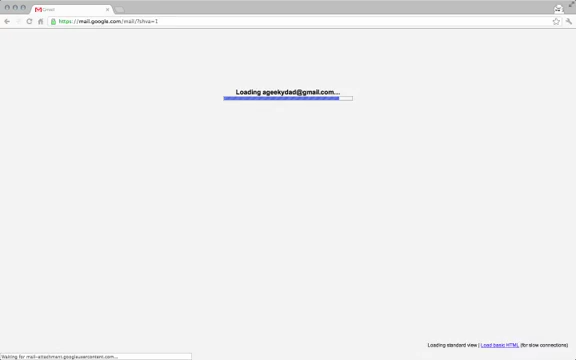 Gmail
https://mail.google.com/mail/?shva=1
Loading ageekydad@gmail.com...
Loading standard view | Load basic HTML (for slow connections)
Waiting for mail-attachment.googleusercontent.com...